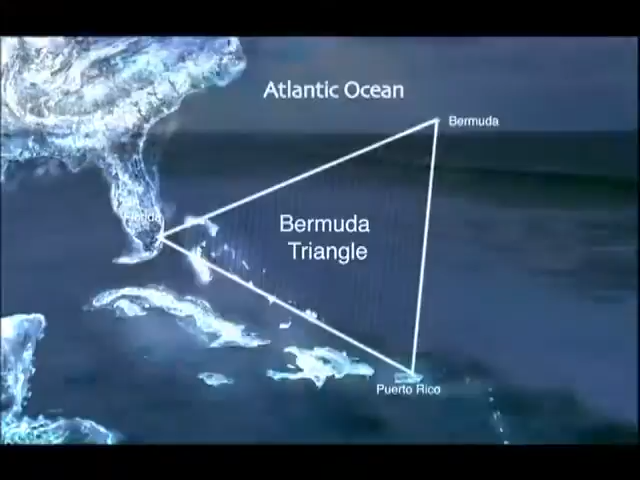 Atlantic Ocean
Bermuda
Florida
Bermuda
Triangle
Puerto Rico